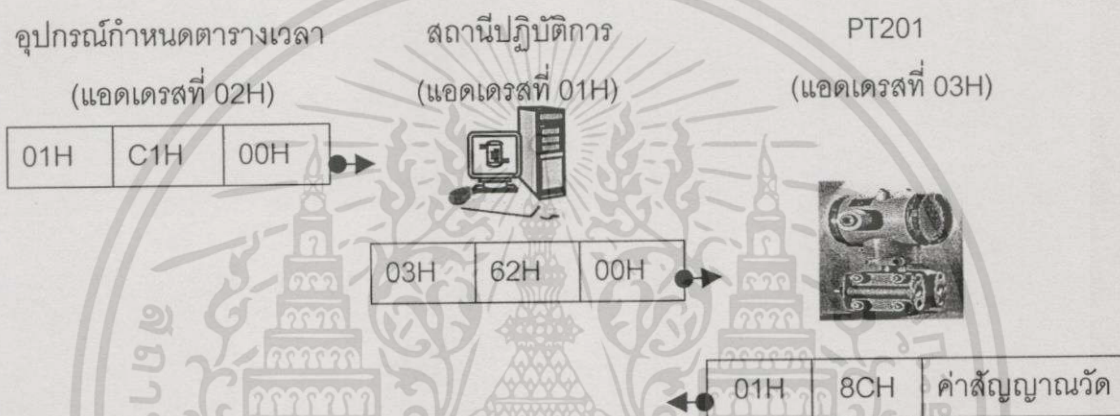 อุปกรณ์กำหนดตารางเวลา
(แอดเดรสที่ 02H)
01H C1H 00H
สถานีปฏิบัติการ
(แอดเดรสที่ 01H)
03H 62H 00H
PT201
(แอดเดรสที่ 03H)
01H 8CH ค่าสัญญาณวัด